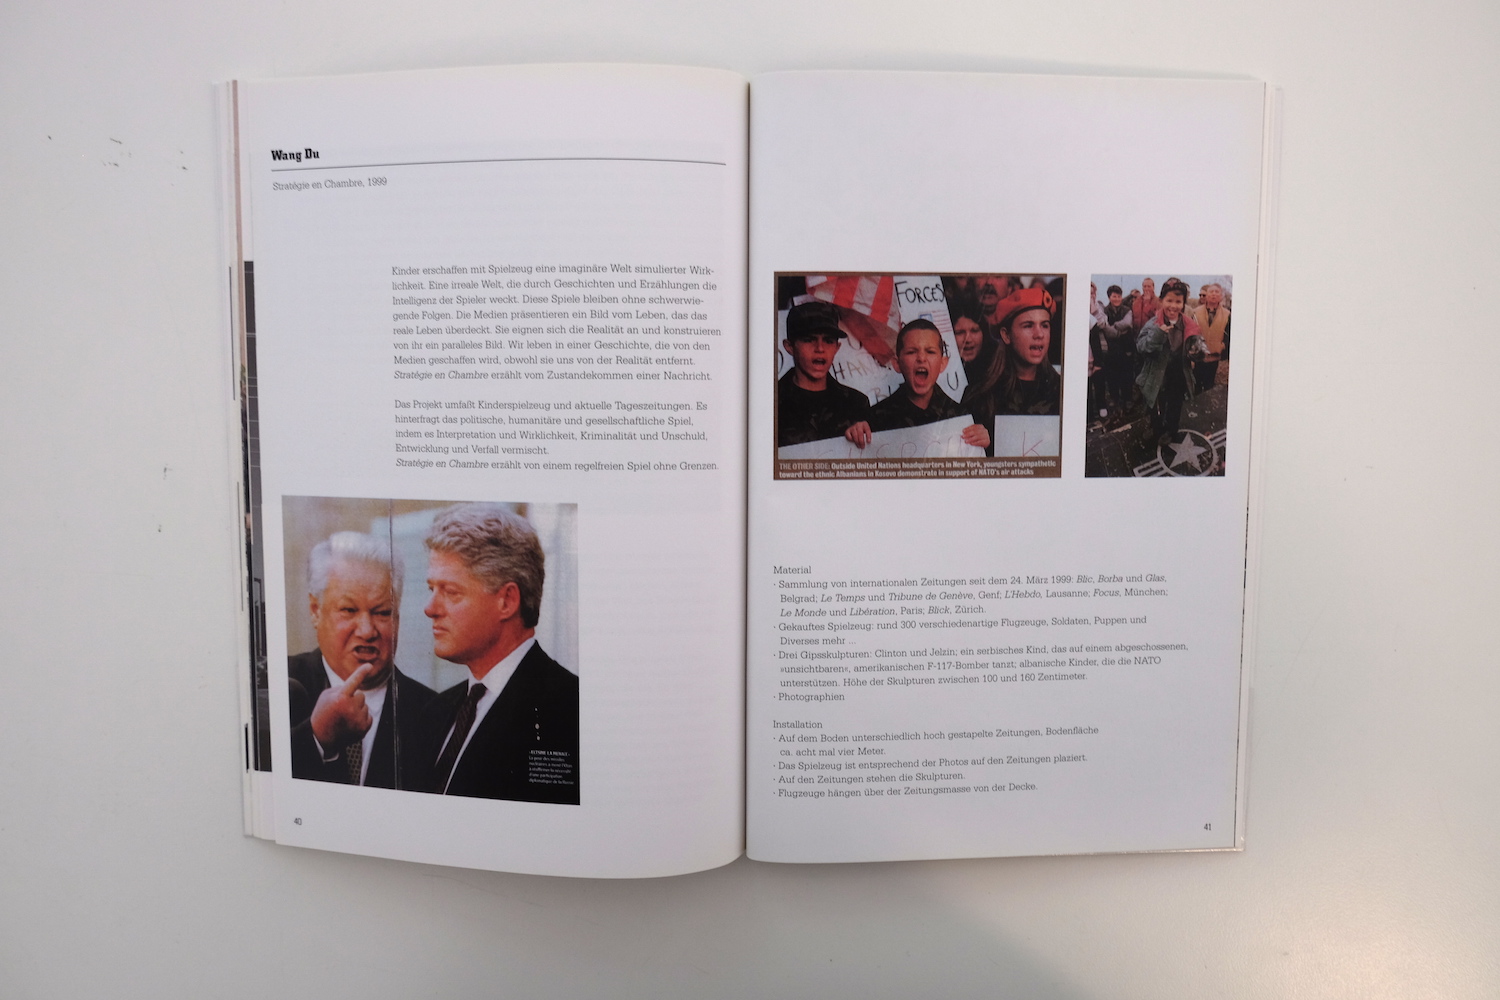 Wang Du
Stratégie en Chambre, 1999
Kinder erschaffen mit Spielzeug eine imaginäre Welt simulierter Wirk-
lichkeit. Eine irreale Welt, die durch Geschichten und Erzählungen die
Intelligenz der Spieler weckt. Diese Spiele bleiben ohne schwerwie-
gende Folgen. Die Medien präsentieren ein Bild vom Leben, das das
reale Leben überdeckt. Sie eignen sich die Realität an und konstruieren
von ihr ein paralleles Bild. Wir leben in einer Geschichte, die von den
Medien geschaffen wird, obwohl sie uns von der Realität entfernt.
Stratégie en Chambre erzählt vom Zustandekommen einer Nachricht.
Das Projekt umfaßt Kinderspielzeug und aktuelle Tageszeitungen. Es
hinterfragt das politische, humanitäre und gesellschaftliche Spiel,
indem es Interpretation und Wirklichkeit, Kriminalität und Unschuld,
Entwicklung und Verfall vermischt.
Stratégie en Chambre erzählt von einem regelfreien Spiel ohne Grenzen.
40
FORCES
THE OTHER SIDE: Outside United Nations headquarters in New York, youngsters sympathetic
toward the ethnic Albanians in Kosovo demonstrate in support of NATO's air attacks
Material
· Sammlung von internationalen Zeitungen seit dem 24. März 1999: Blic, Borba und Glas,
Belgrad; Le Temps und Tribune de Genève, Genf; L'Hebdo, Lausanne; Focus, München;
Le Monde und Libération, Paris; Blick, Zürich.
· Gekauftes Spielzeug: rund 300 verschiedenartige Flugzeuge, Soldaten, Puppen und
Diverses mehr ...
· Drei Gipsskulpturen: Clinton und Jelzin; ein serbisches Kind, das auf einem abgeschossenen,
»unsichtbaren«, amerikanischen F-117-Bomber tanzt; albanische Kinder, die die NATO
unterstützen. Höhe der Skulpturen zwischen 100 und 160 Zentimeter.
· Photographien
Installation
· Auf dem Boden unterschiedlich hoch gestapelte Zeitungen, Bodenfläche
ca. acht mal vier Meter.
· Das Spielzeug ist entsprechend der Photos auf den Zeitungen plaziert.
· Auf den Zeitungen stehen die Skulpturen.
· Flugzeuge hängen über der Zeitungsmasse von der Decke.
41